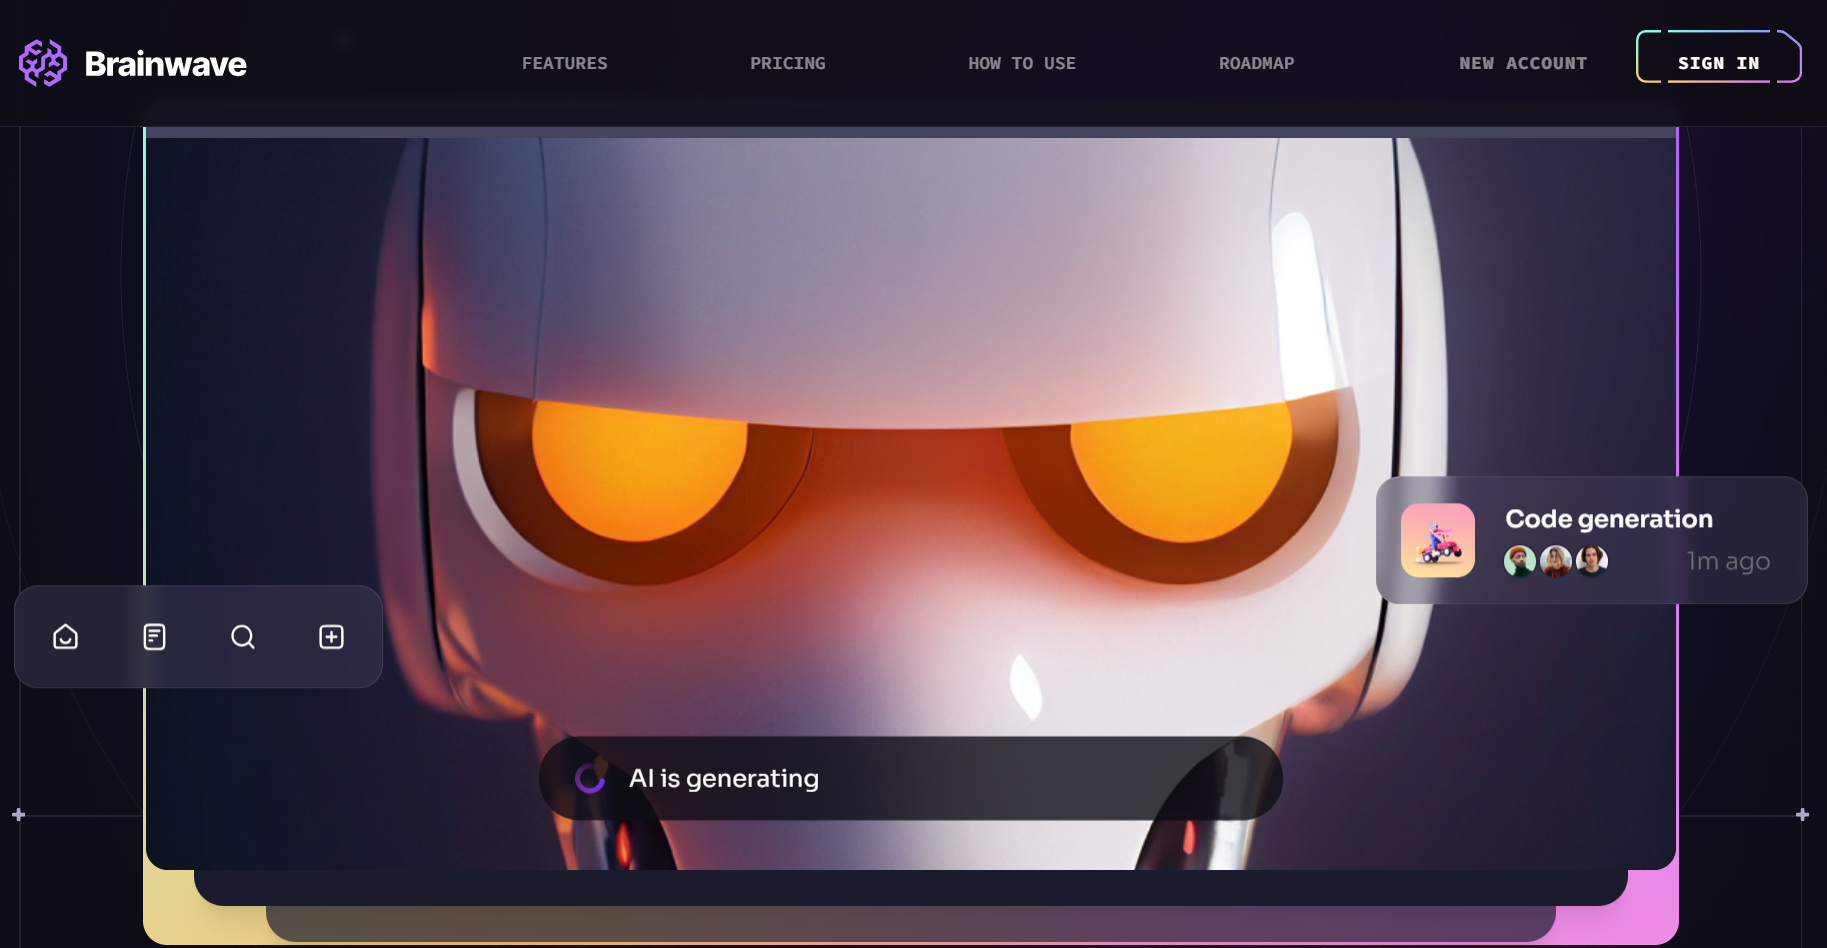 Brainwave
FEATURES
PRICING
HOW TO USE
ROADMAP
NEW ACCOUNT
SIGN IN
Code generation
1m ago
AI is generating